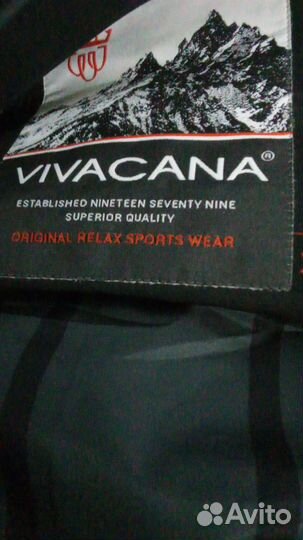 VIVACANA®
ESTABLISHED NINETEEN SEVENTY NINE
SUPERIOR QUALITY
ORIGINAL RELAX SPORTS WEAR
Avito